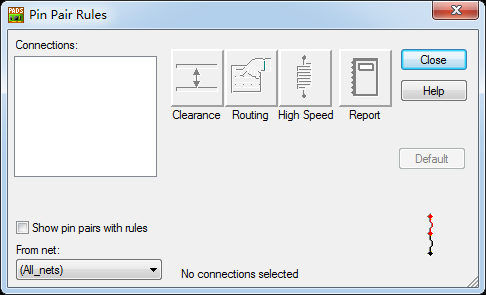 PADS
Pin Pair Rules
Connections:
Close
Help
Clearance
Routing
High Speed
Report
Default
Show pin pairs with rules
From net:
(All_nets)
No connections selected